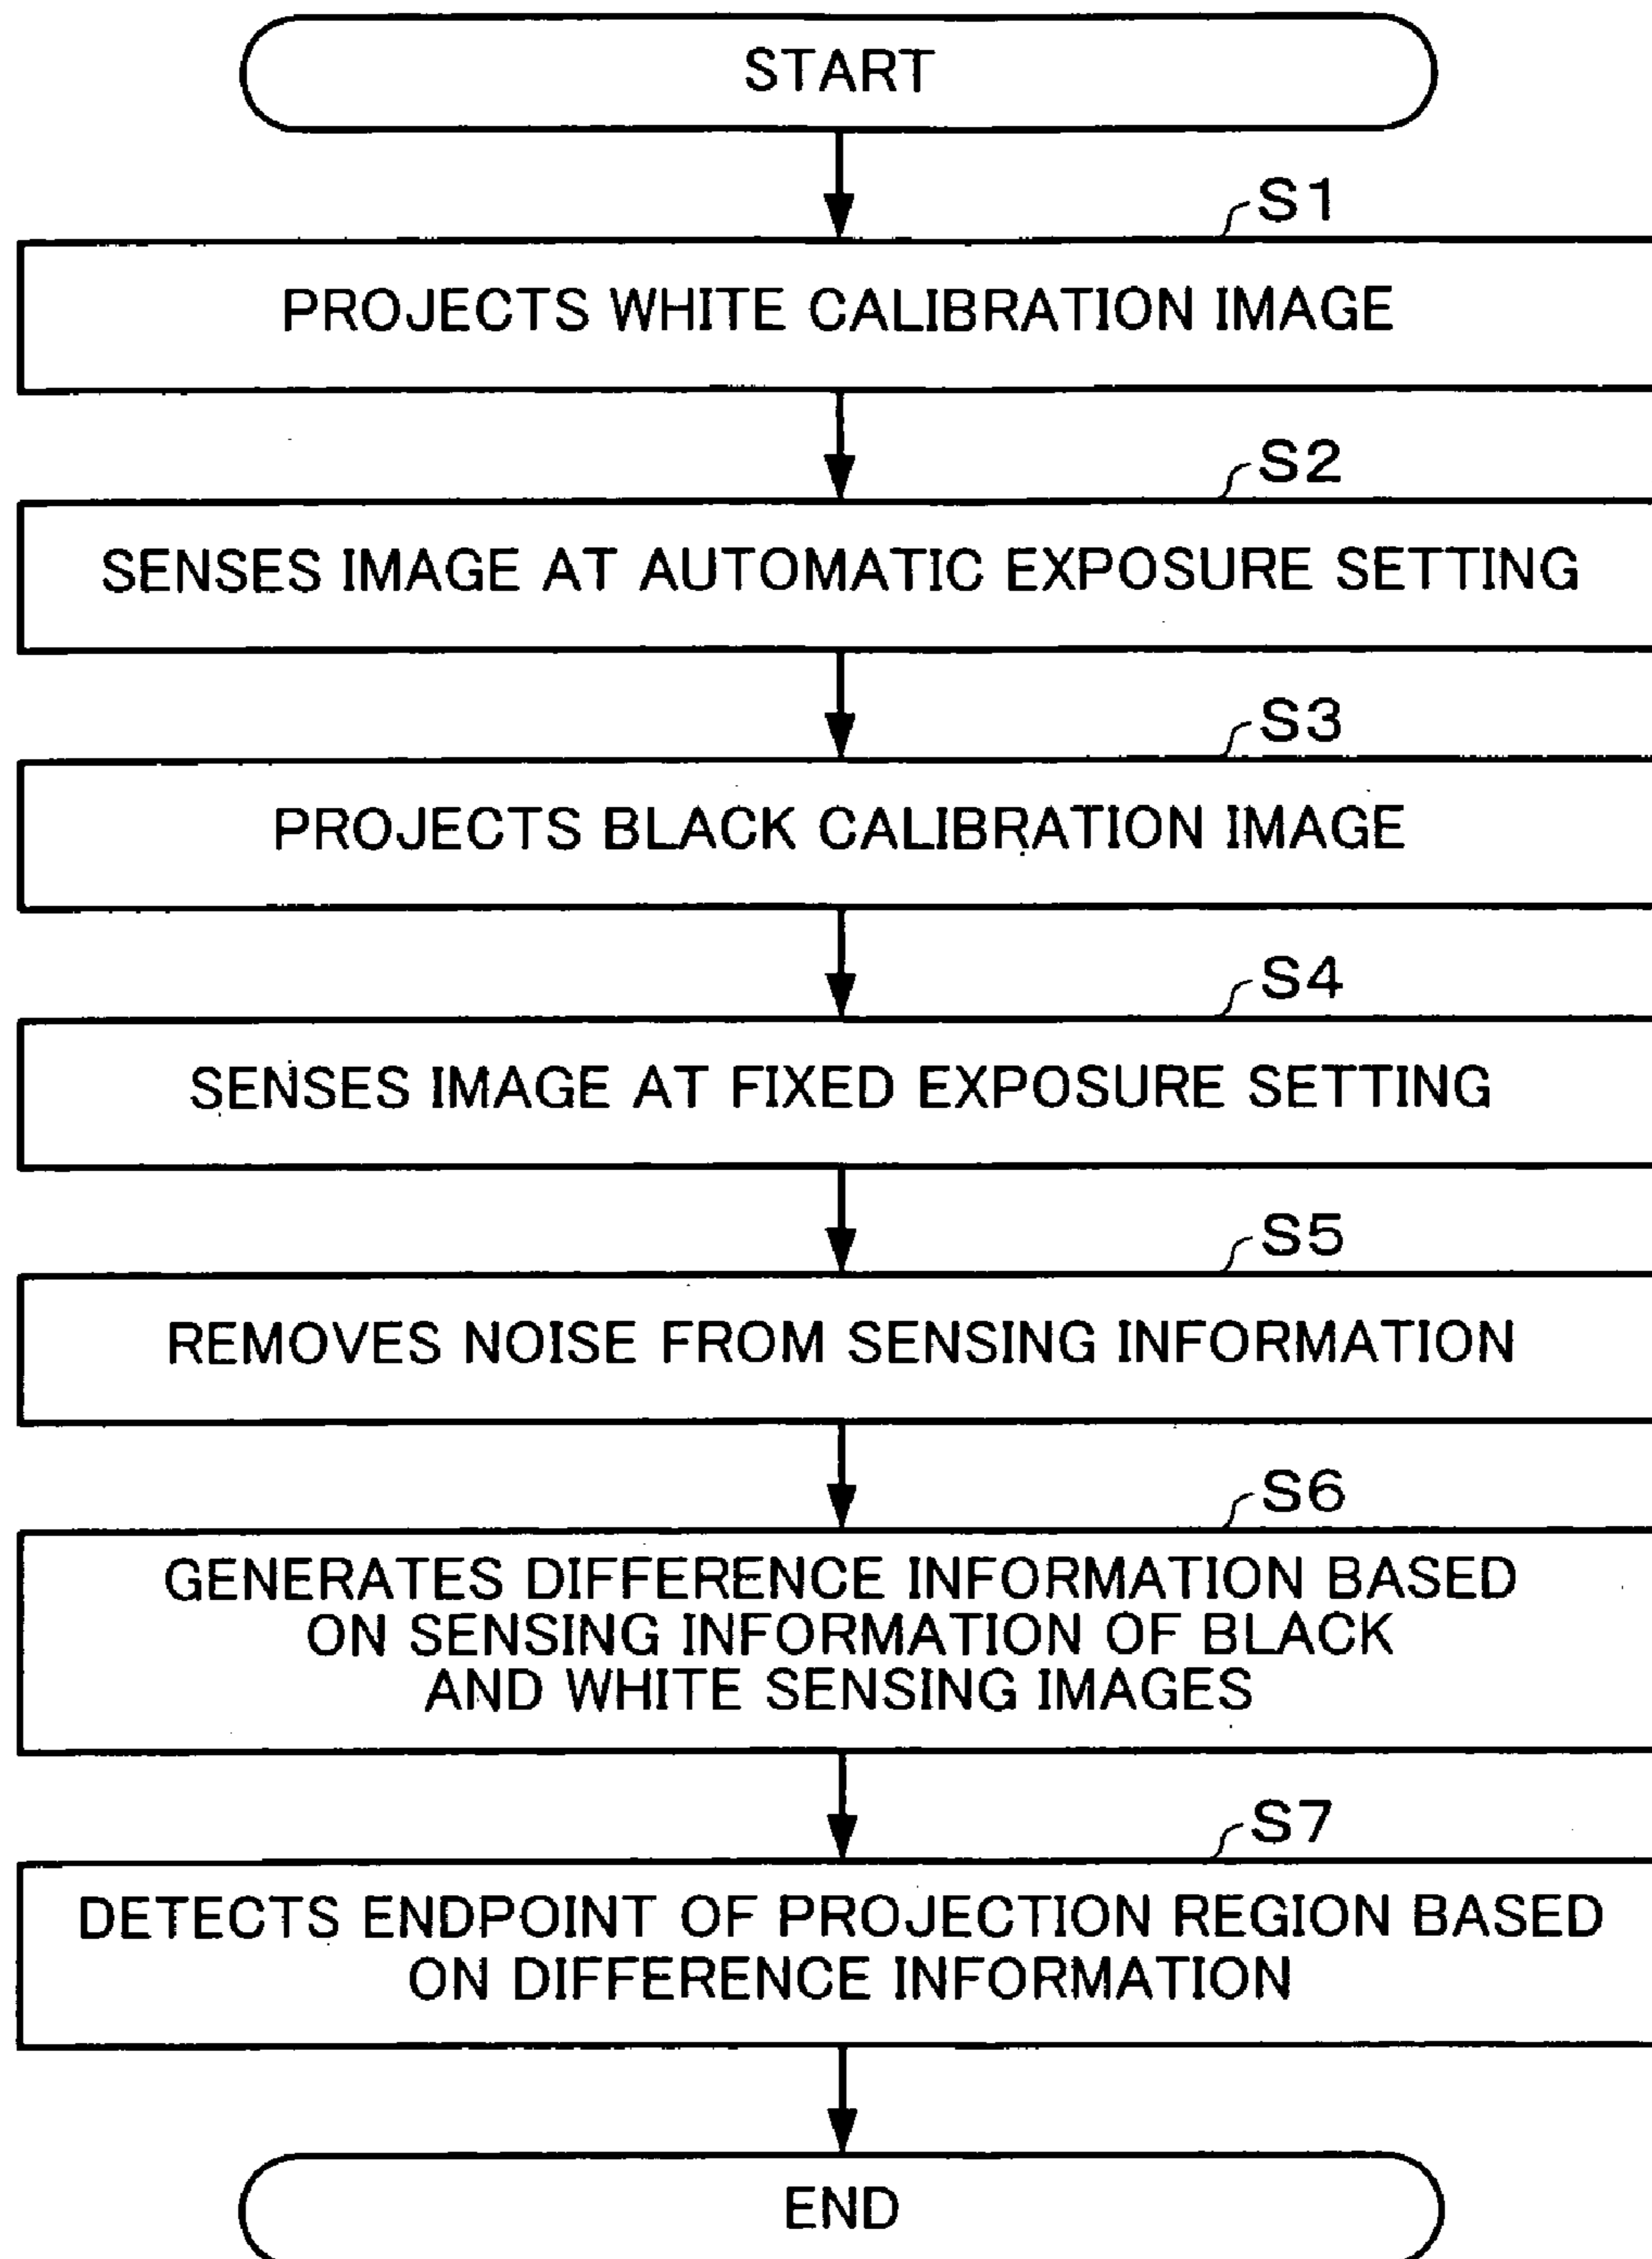 START
S1
PROJECTS WHITE CALIBRATION IMAGE
S2
SENSES IMAGE AT AUTOMATIC EXPOSURE SETTING
S3
PROJECTS BLACK CALIBRATION IMAGE
S4
SENSES IMAGE AT FIXED EXPOSURE SETTING
S5
REMOVES NOISE FROM SENSING INFORMATION
S6
GENERATES DIFFERENCE INFORMATION BASED
ON SENSING INFORMATION OF BLACK
AND WHITE SENSING IMAGES
S7
DETECTS ENDPOINT OF PROJECTION REGION BASED
ON DIFFERENCE INFORMATION
END